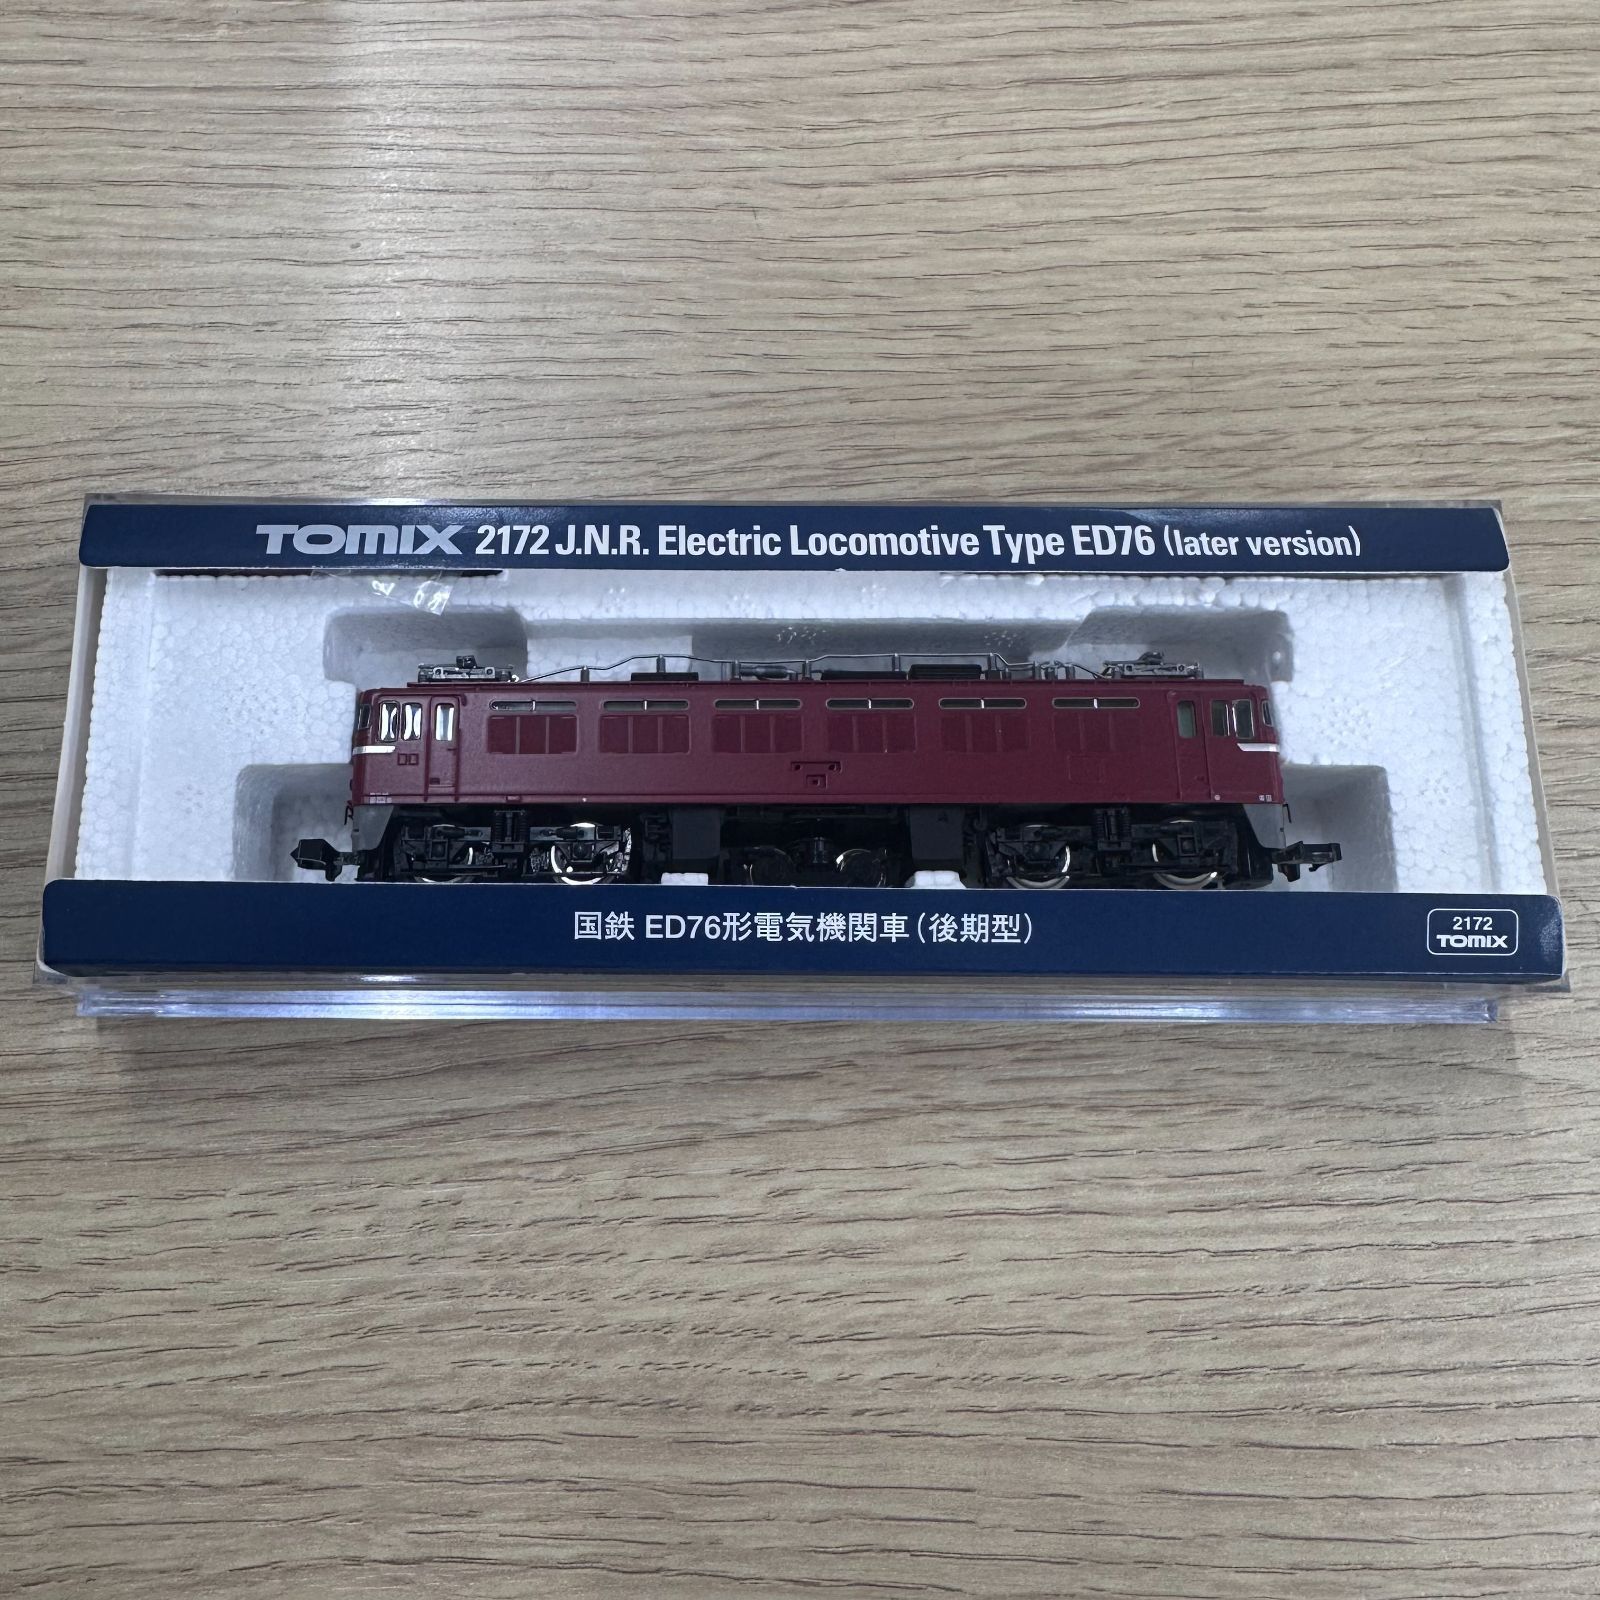 TOMIX 2172 J.N.R. Electric Locomotive Type ED76 (later version)
国鉄 ED76形電気機関車(後期型)
2172
TOMIX